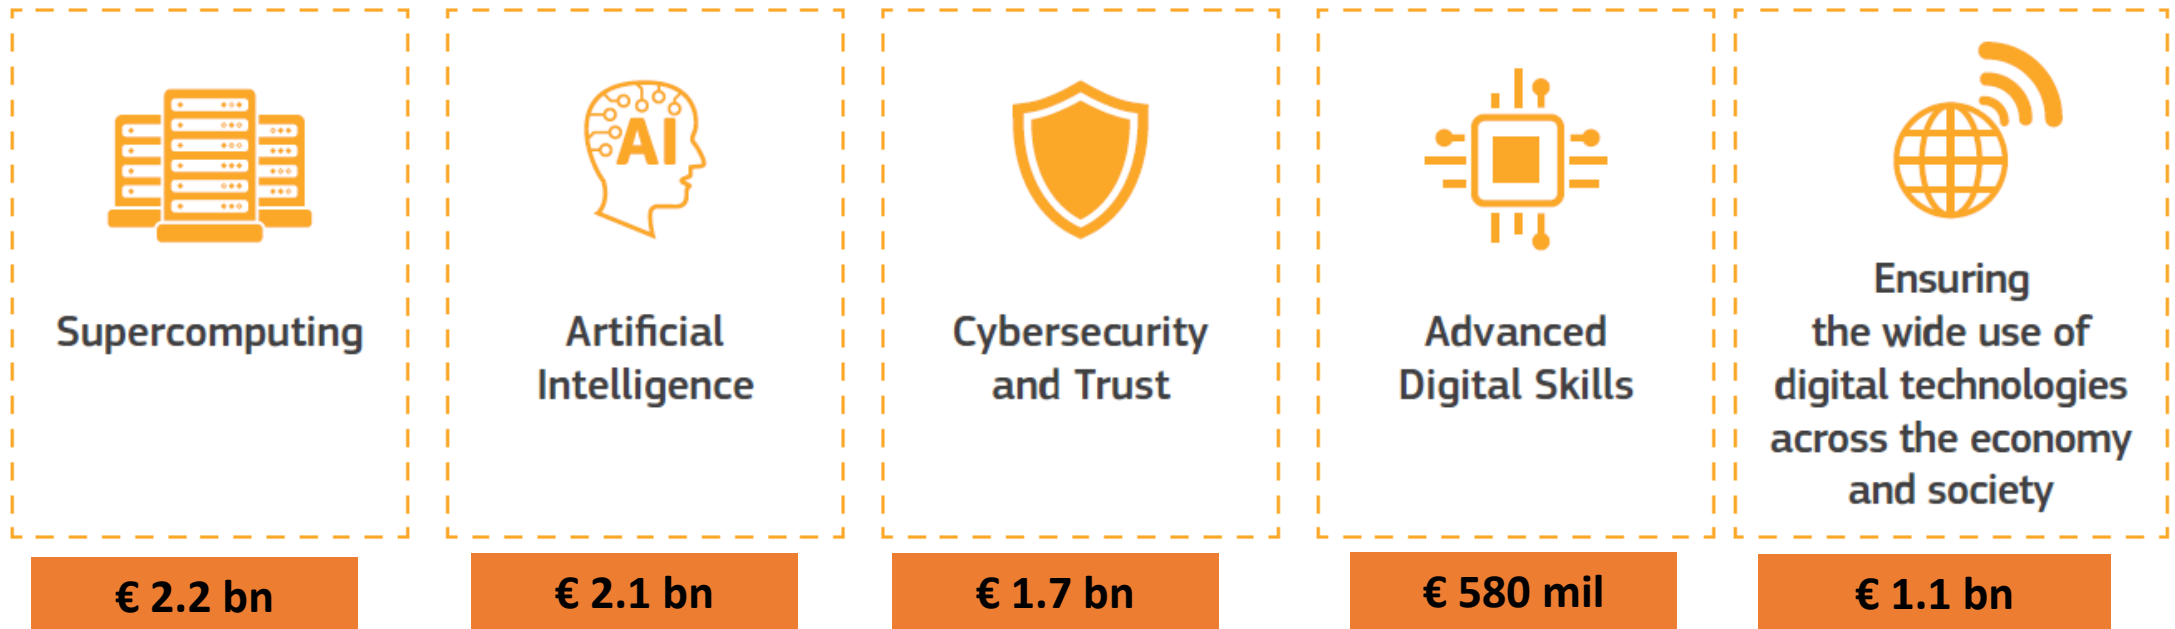 Supercomputing
€ 2.2 bn
AI
Artificial
Intelligence
€ 2.1 bn
Cybersecurity
and Trust
€ 1.7 bn
Advanced
Digital Skills
€ 580 mil
Ensuring
the wide use of
digital technologies
across the economy
and society
€ 1.1 bn